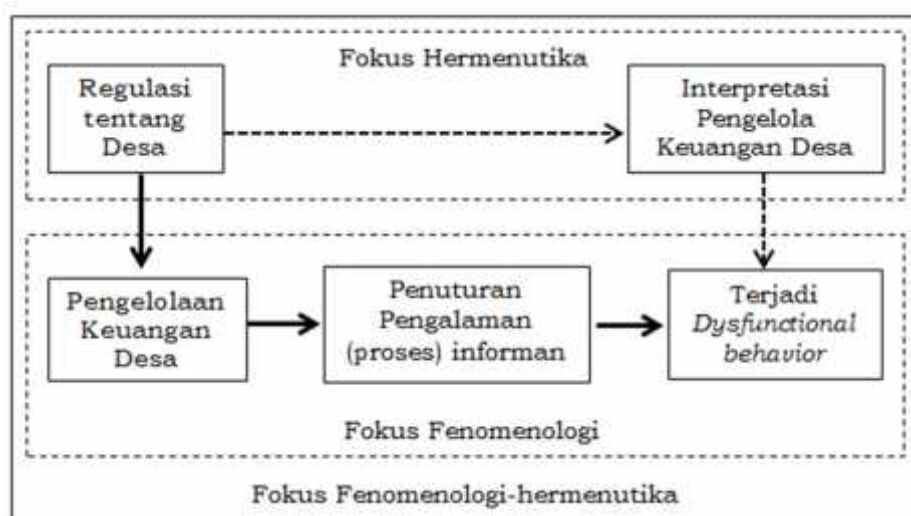 Fokus Hermenutika
Regulasi
tentang
Desa
Interpretasi
Pengelola
Keuangan Desa
Pengelolaan
Keuangan
Desa
Penuturan
Pengalaman
(proses) informan
Terjadi
Dysfunctional
behavior
Fokus Fenomenologi
Fokus Fenomenologi-hermenutika